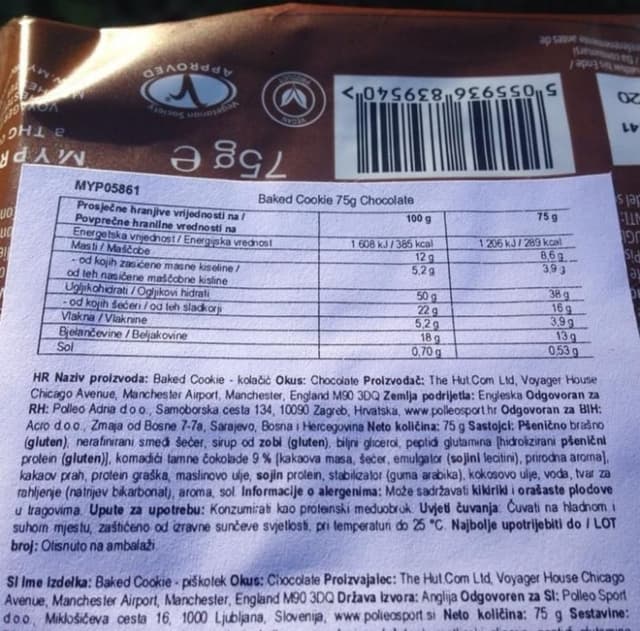 5 055936 839540 >
75g e
APPROVED
Vegetarian Society
VEGAN
MYP05861
Baked Cookie 75g Chocolate
Prosječne hranjive vrijednosti na /
Povprečne hranilne vrednosti na 100 g 75 g
Energetska vrijednost / Energijska vrednost 1 608 kJ / 385 kcal 1 206 kJ / 289 kcal
Masti / Maščobe 12 g 8,6 g
- od kojih zasićene masne kiseline / 5,2 g 3,9 g
od teh nasičene maščobne kisline
Ugljikohidrati / Ogljikovi hidrati 50 g 38 g
- od kojih šećeri / od teh sladkorji 22 g 16 g
Vlakna / Vlaknine 5,2 g 3,9 g
Bjelančevine / Beljakovine 18 g 13 g
Sol 0,70 g 0,53 g
HR Naziv proizvoda: Baked Cookie - kolačić Okus: Chocolate Proizvođač: The Hut.Com Ltd, Voyager House
Chicago Avenue, Manchester Airport, Manchester, England M90 3DQ Zemlja podrijetla: Engleska Odgovoran za
RH: Polleo Adria d.o.o., Samoborska cesta 134, 10090 Zagreb, Hrvatska, www.polleosport.hr Odgovoran za BIH:
Acro d.o.o., Zmaja od Bosne 7-7a, Sarajevo, Bosna i Hercegovina Neto količina: 75 g Sastojci: Pšenično brašno
(gluten), nerafinirani smeđi šećer, sirup od zobi (gluten), biljni glicerol, peptid glutamina [hidrolizirani pšenični
protein (gluten)], komadići tamne čokolade 9 % [kakaova masa, šećer, emulgator (sojini lecitini), prirodna aroma],
kakaov prah, protein graška, maslinovo ulje, sojin protein, stabilizator (guma arabika), kokosovo ulje, voda, tvar za
rahljenje (natrijev bikarbonat), aroma, sol. Informacije o alergenima: Može sadržavati kikiriki i orašaste plodove
u tragovima. Upute za upotrebu: Konzumirati kao proteinski međuobrok. Uvjeti čuvanja: Čuvati na hladnom i
suhom mjestu, zaštićeno od izravne sunčeve svjetlosti, pri temperaturi do 25 °C. Najbolje upotrijebiti do / LOT
broj: Otisnuto na ambalaži
SI Ime izdelka: Baked Cookie - piškotek Okus: Chocolate Proizvajalec: The Hut.Com Ltd, Voyager House Chicago
Avenue, Manchester Airport, Manchester, England M90 3DQ Država Izvora: Anglija Odgovoren za SI: Polleo Sport
d.o.o., Miklošičeva cesta 16, 1000 Ljubljana, Slovenija, www.polleosport.si Neto količina: 75 g Sestavine: